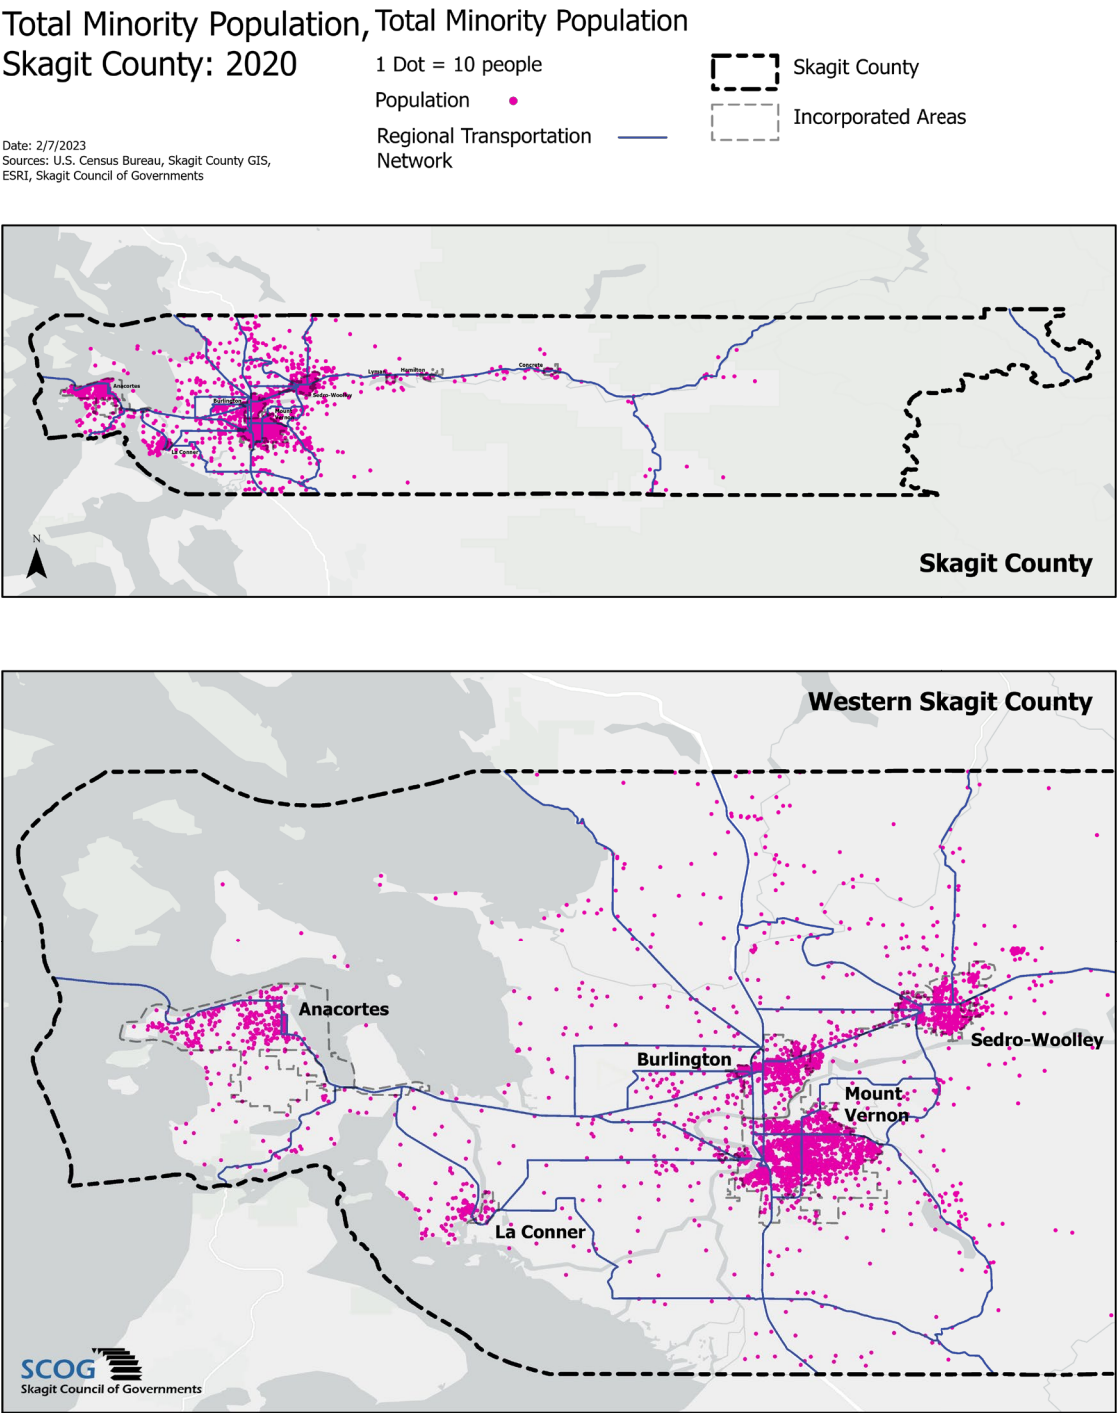 Total Minority Population,
Skagit County: 2020
Date: 2/7/2023
Sources: U.S. Census Bureau, Skagit County GIS,
ESRI, Skagit Council of Governments
Total Minority Population
1 Dot = 10 people
Population
Regional Transportation
Network
Skagit County
Incorporated Areas
Anacortes
Burlington
Mount
Vernon
Sedro-Woolley
La Conner
Lyman
Hamilton
Concrete
N
Skagit County
Western Skagit County
Anacortes
Burlington
Sedro-Woolley
Mount
Vernon
La Conner
SCOG
Skagit Council of Governments